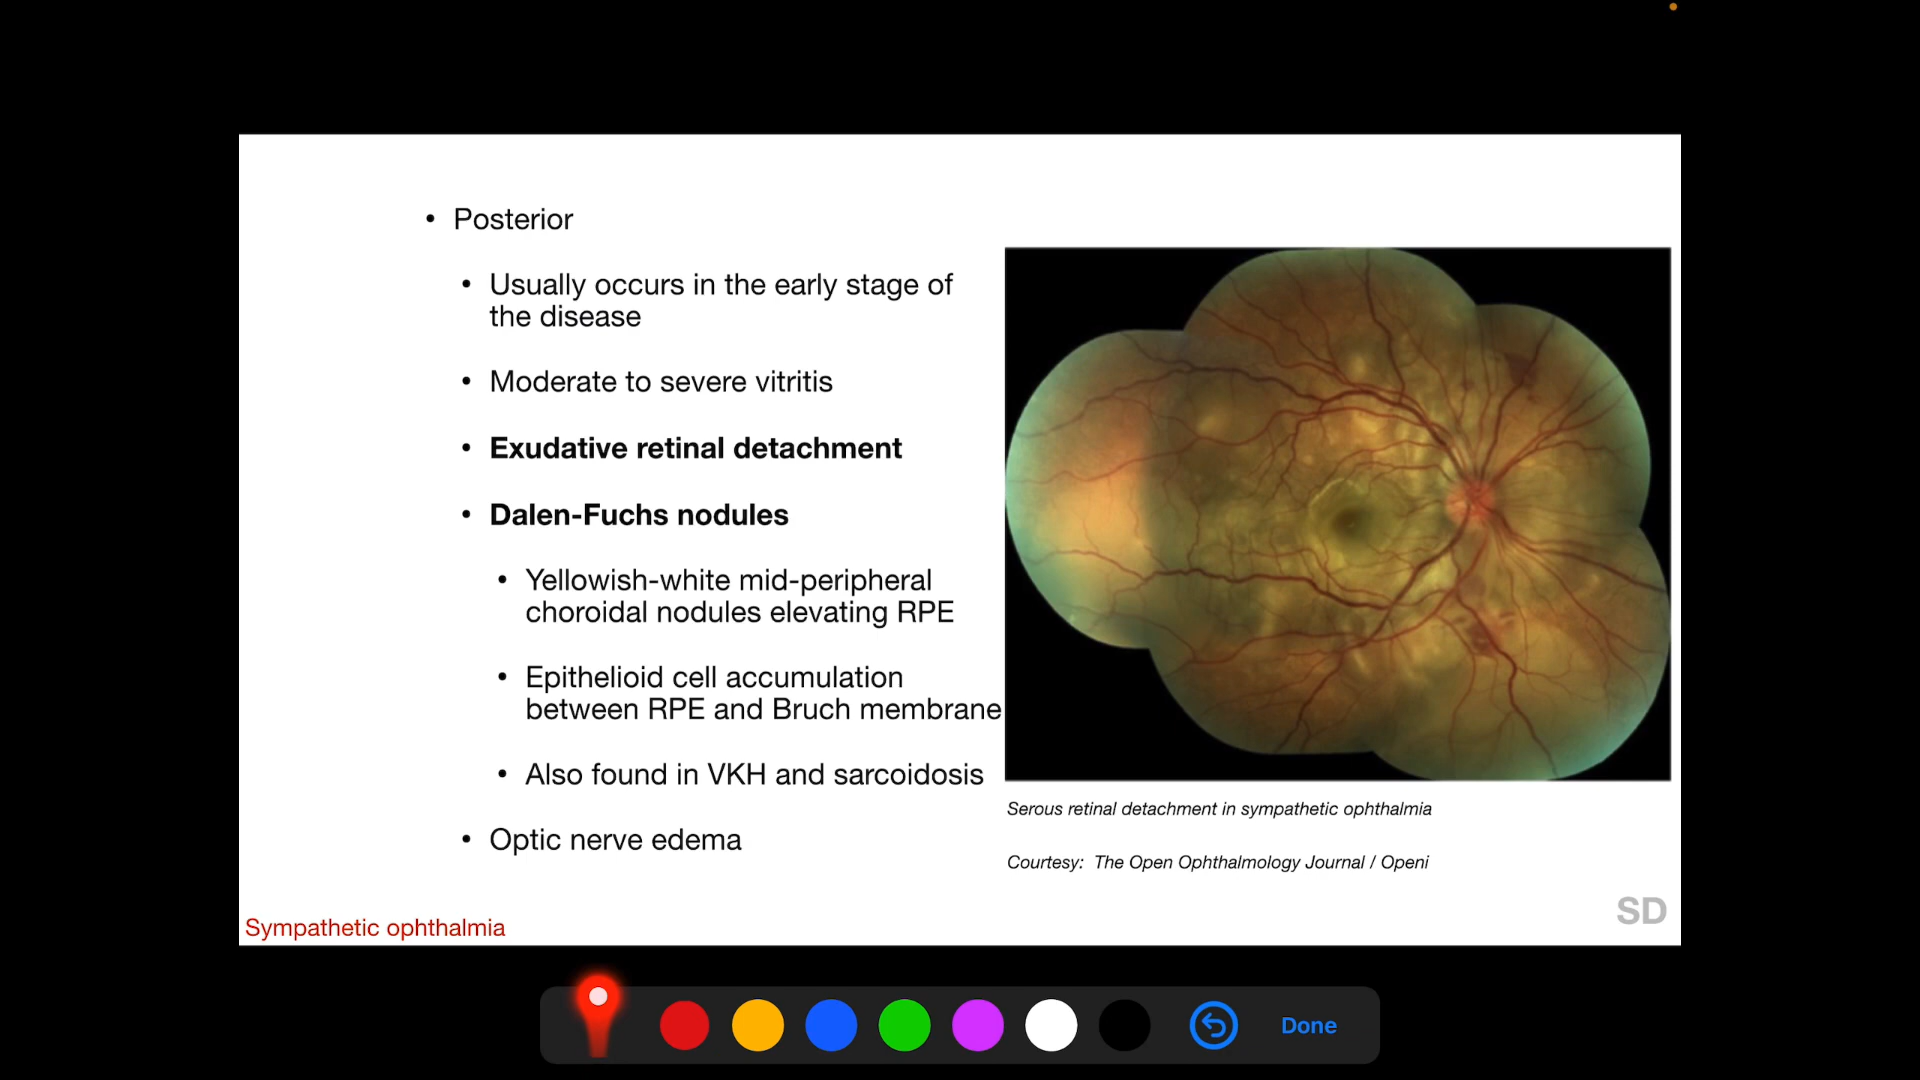 • Posterior
• Usually occurs in the early stage of
the disease
• Moderate to severe vitritis
• Exudative retinal detachment
• Dalen-Fuchs nodules
• Yellowish-white mid-peripheral
choroidal nodules elevating RPE
• Epithelioid cell accumulation
between RPE and Bruch membrane
• Also found in VKH and sarcoidosis
• Optic nerve edema
Serous retinal detachment in sympathetic ophthalmia
Courtesy: The Open Ophthalmology Journal / Openi
SD
Sympathetic ophthalmia
Done